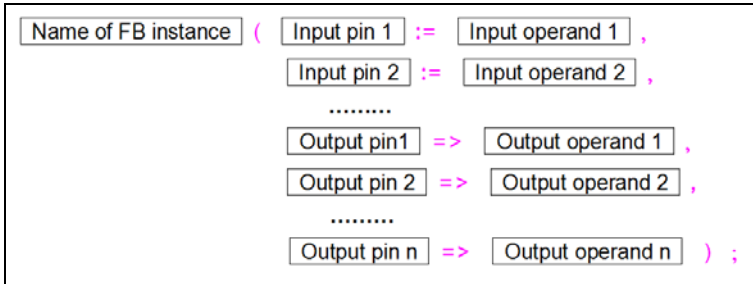 Name of FB instance ( Input pin 1 := Input operand 1 ,
Input pin 2 := Input operand 2 ,
.........
Output pin1 => Output operand 1 ,
Output pin 2 => Output operand 2 ,
.........
Output pin n => Output operand n ) ;